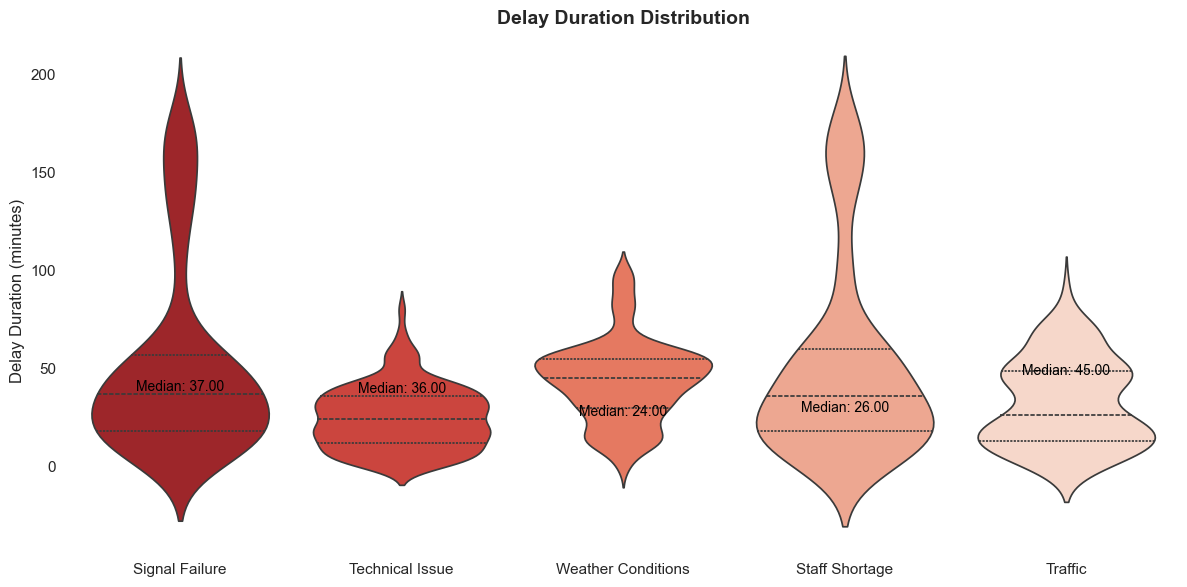 Delay Duration Distribution
Delay Duration (minutes)
200
150
100
50
0
Median: 37.00
Median: 36.00
Median: 24.00
Median: 26.00
Median: 45.00
Signal Failure
Technical Issue
Weather Conditions
Staff Shortage
Traffic